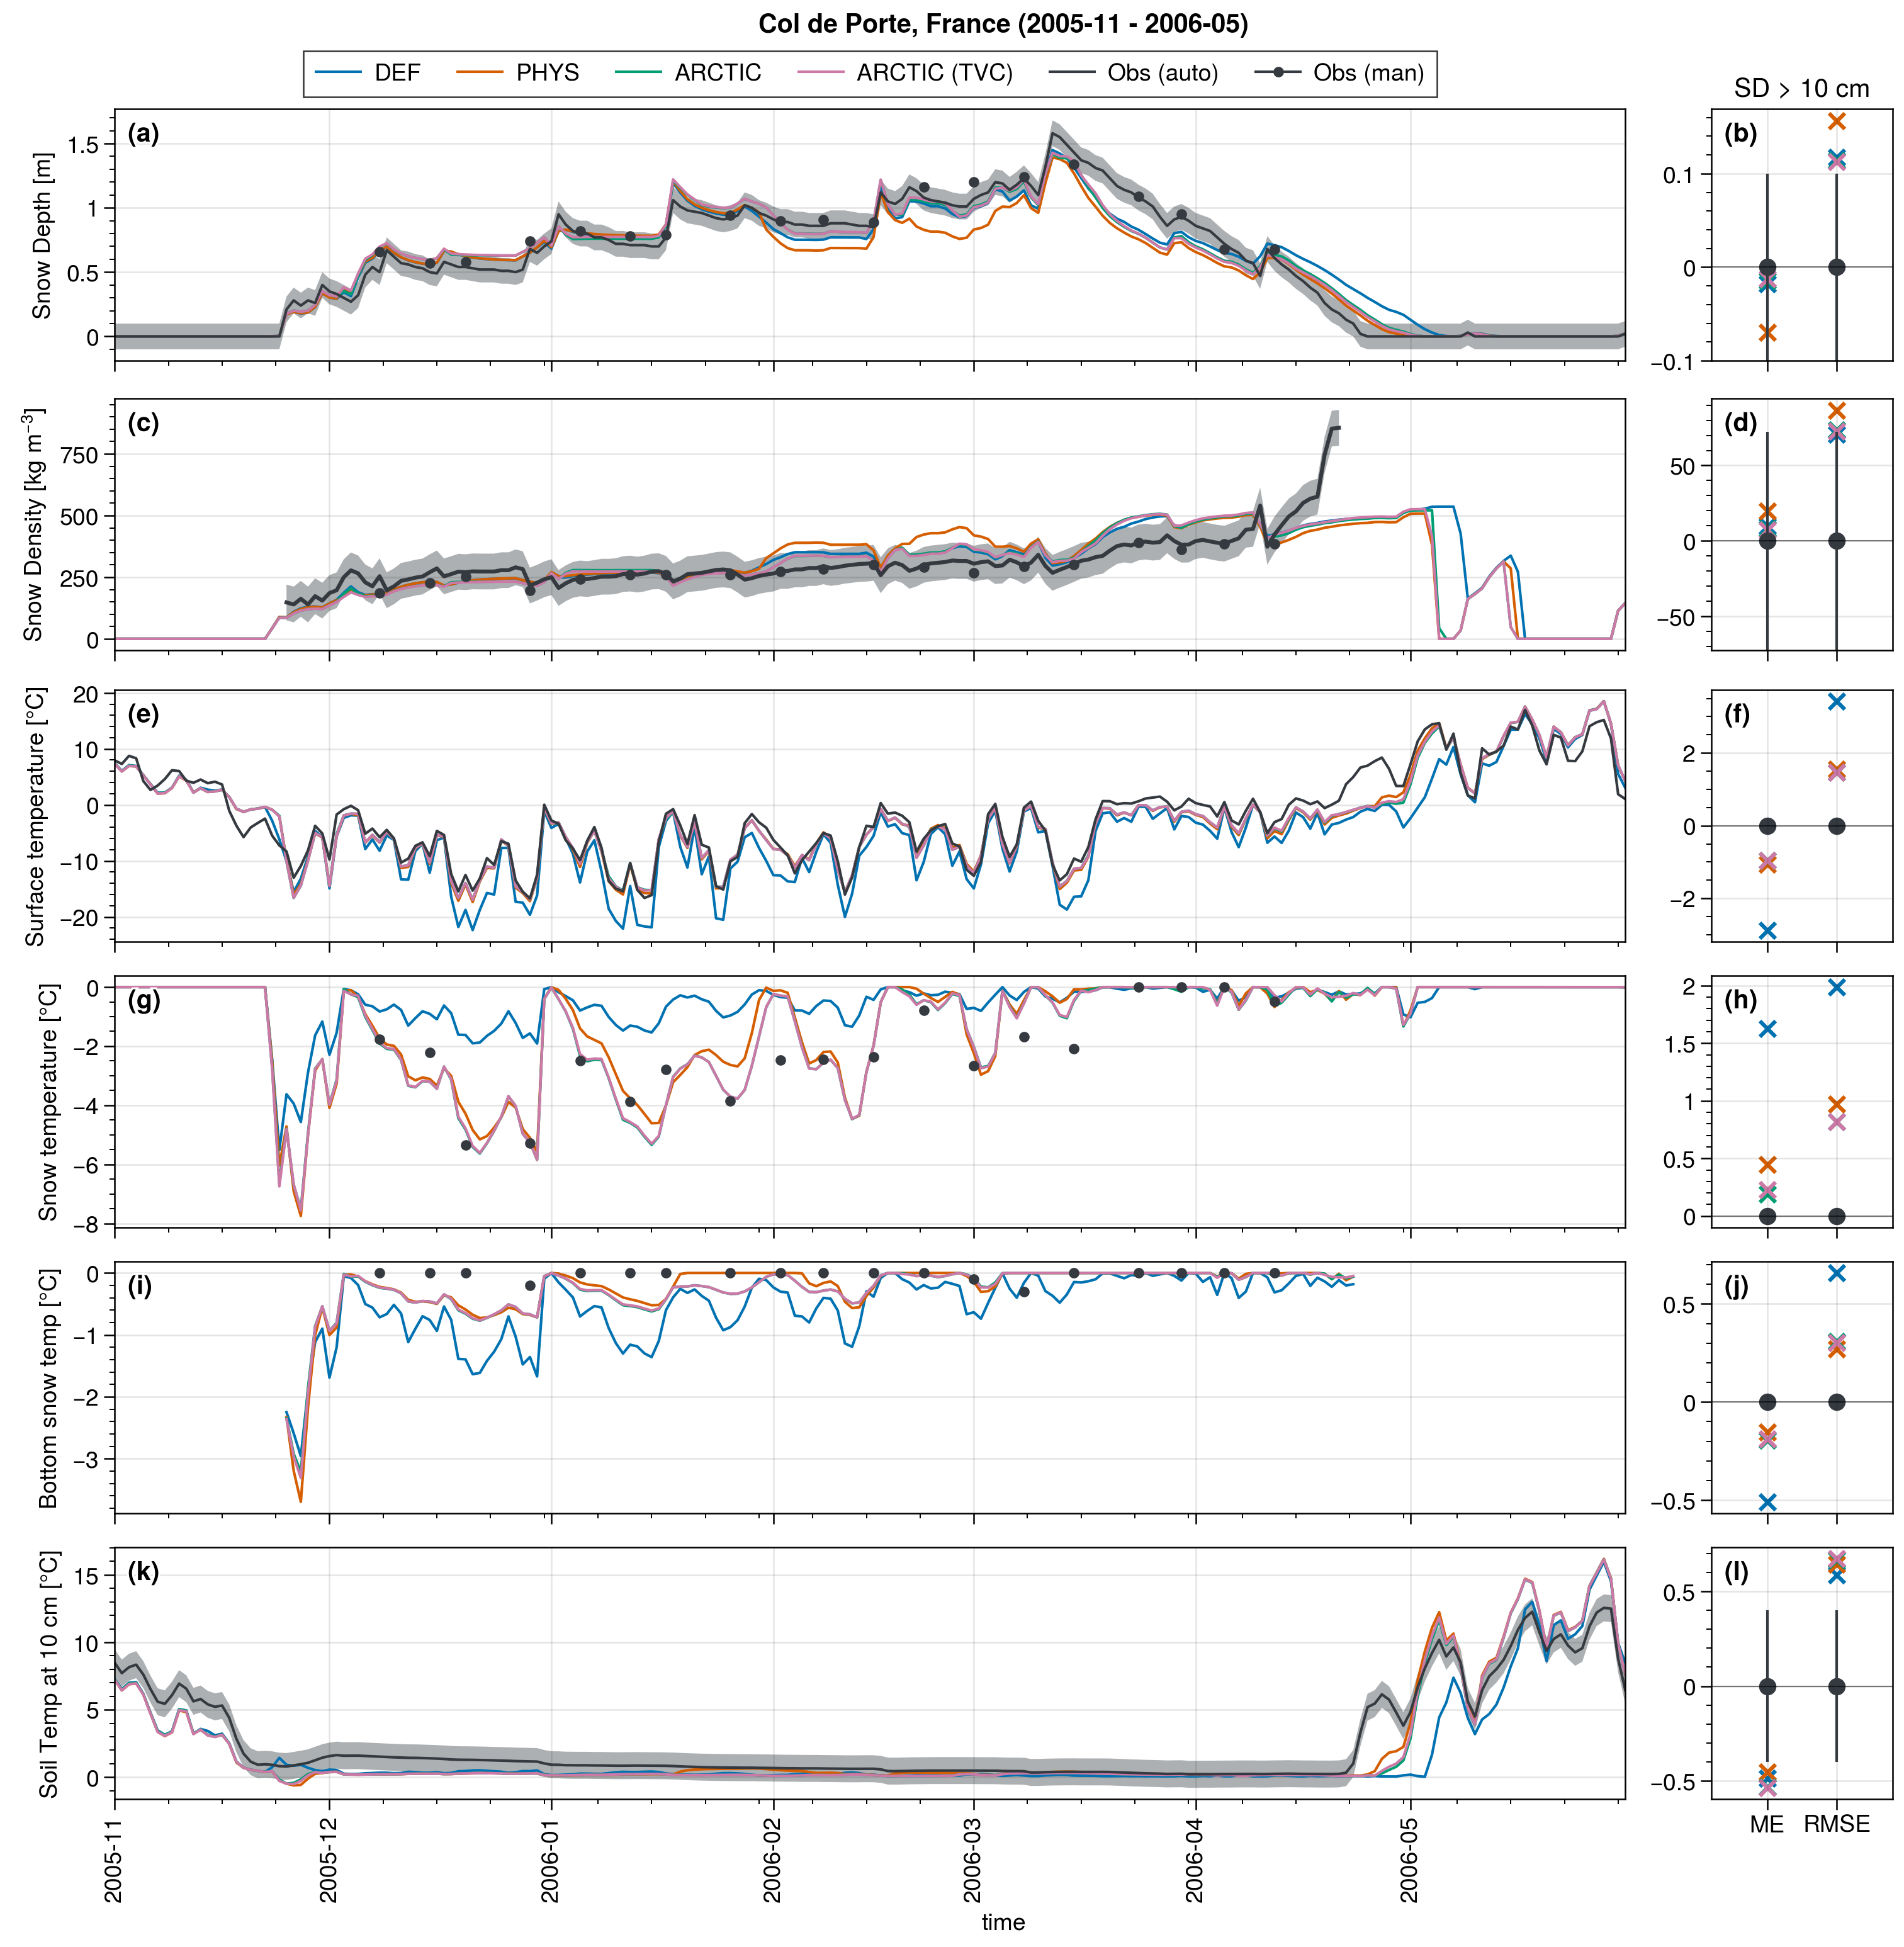 Col de Porte, France (2005-11 - 2006-05)
DEF PHYS ARCTIC ARCTIC (TVC) Obs (auto) Obs (man)
SD > 10 cm
(a)
Snow Depth [m]
1.5
1
0.5
0
(b)
0.1
0
−0.1
(c)
Snow Density [kg m⁻³]
750
500
250
0
(d)
50
0
−50
(e)
Surface temperature [°C]
20
10
0
−10
−20
(f)
2
0
−2
(g)
Snow temperature [°C]
0
−2
−4
−6
−8
(h)
2
1.5
1
0.5
0
(i)
Bottom snow temp [°C]
0
−1
−2
−3
(j)
0.5
0
−0.5
(k)
Soil Temp at 10 cm [°C]
15
10
5
0
(l)
0.5
0
−0.5
2005-11 2005-12 2006-01 2006-02 2006-03 2006-04 2006-05
time
ME RMSE